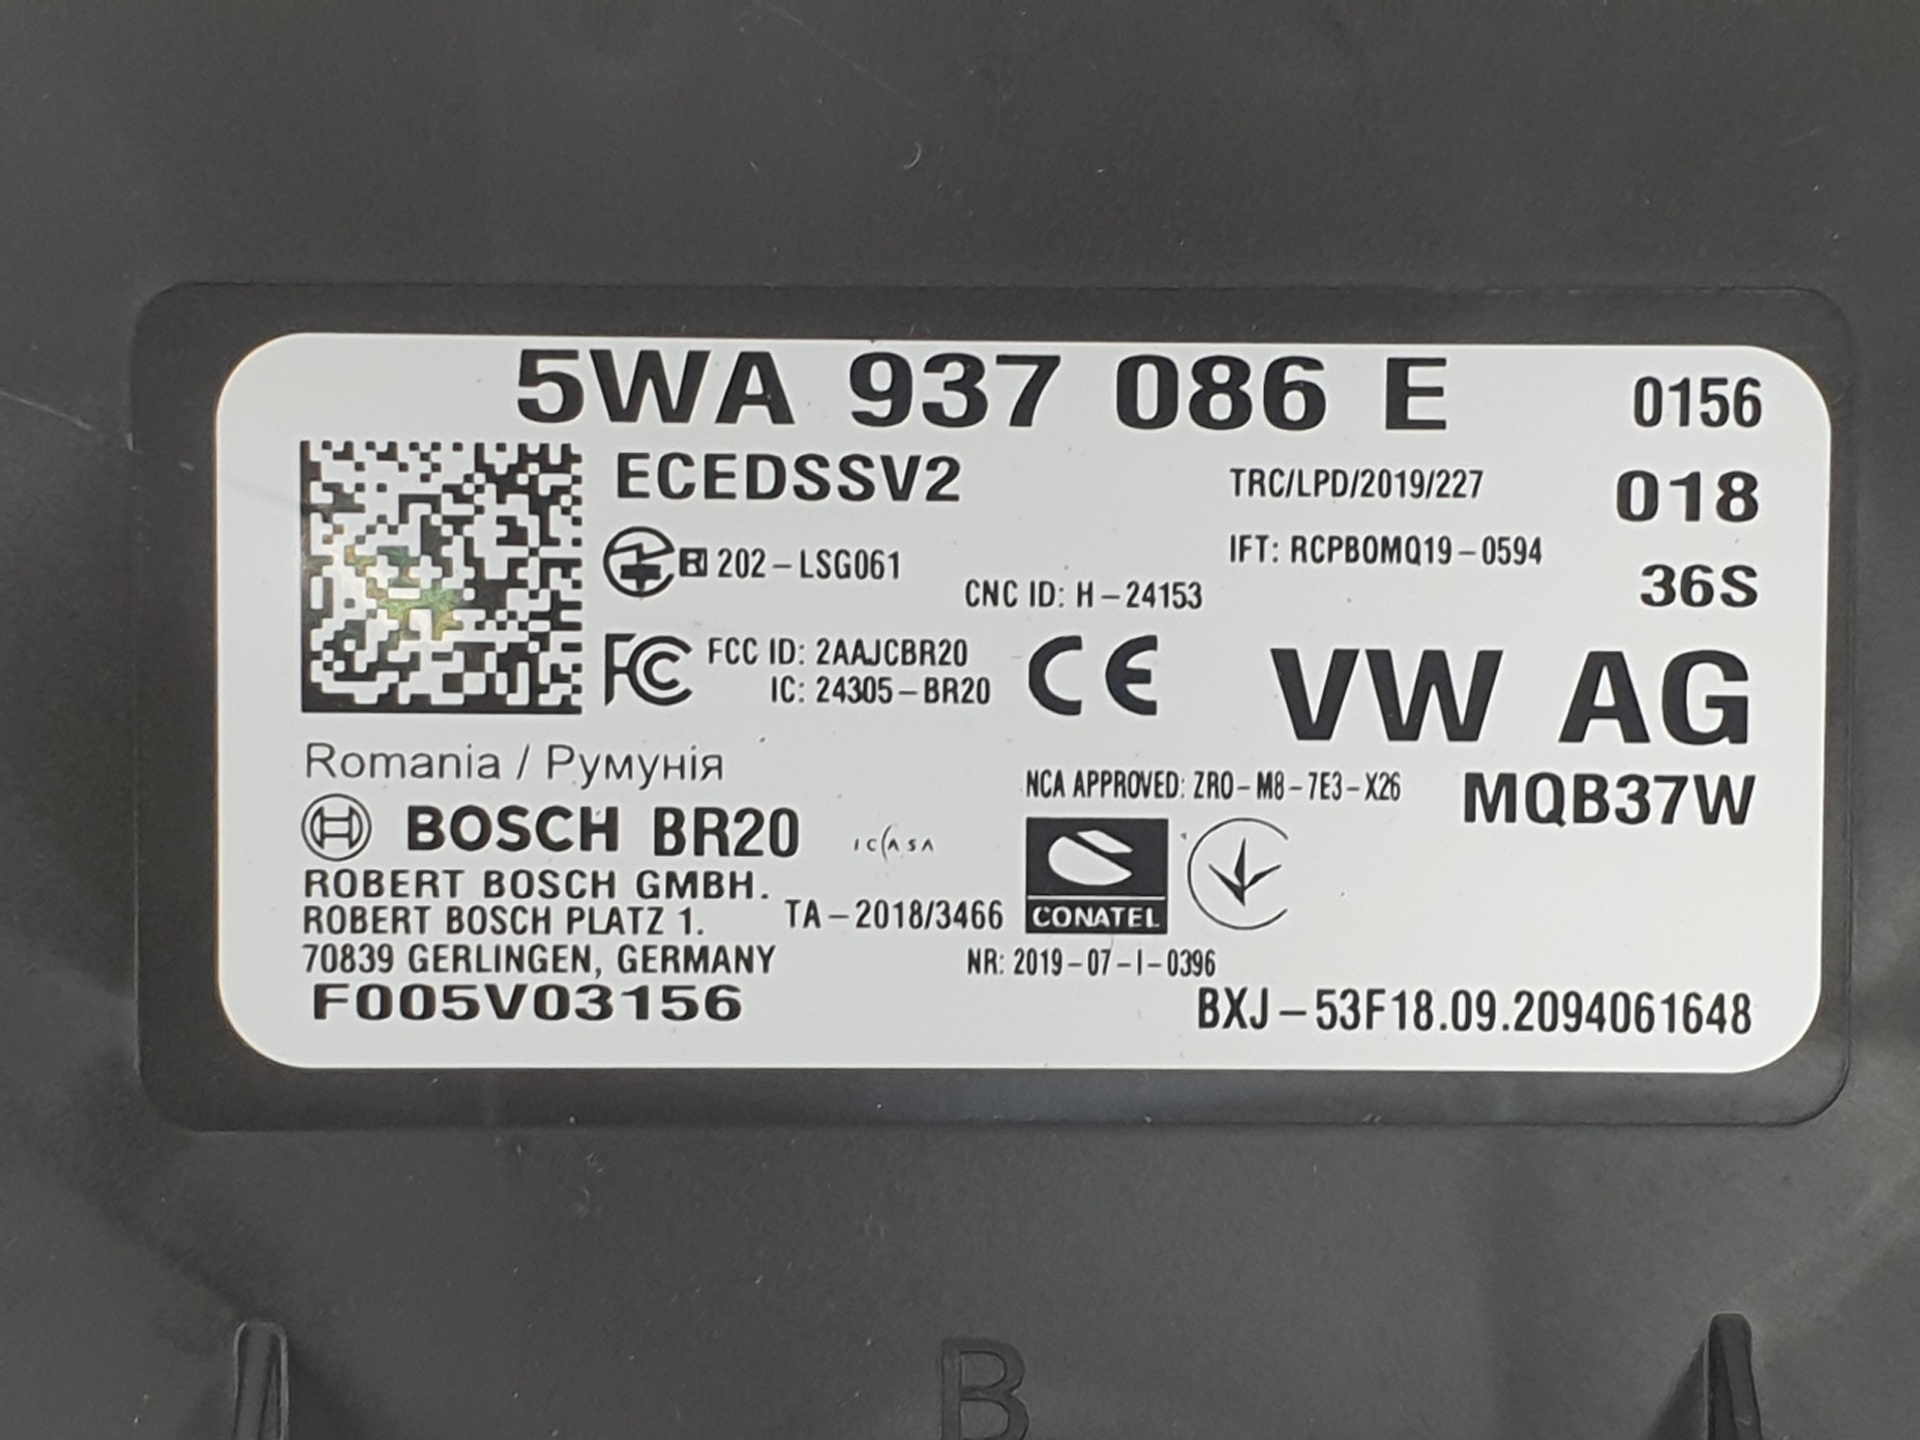 5WA 937 086 E
0156
ECEDSSV2
TRC/LPD/2019/227
018
R 202-LSG061
IFT: RCPBOMQ19-0594
CNC ID: H-24153
36S
FC FCC ID: 2AAJCBR20
IC: 24305-BR20
CE
VW AG
Romania / Румунія
NCA APPROVED: ZRO-M8-7E3-X26
MQB37W
BOSCH BR20
ICASA
ROBERT BOSCH GMBH.
ROBERT BOSCH PLATZ 1.
TA-2018/3466
CONATEL
70839 GERLINGEN, GERMANY
NR: 2019-07-I-0396
F005V03156
BXJ-53F18.09.2094061648
B